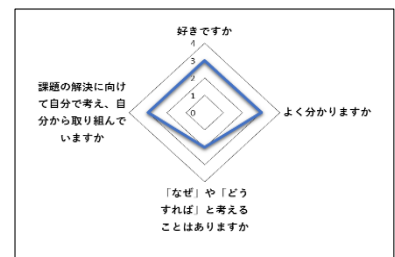 好きですか
4
3
2
1
0
課題の解決に向け
て自分で考え、自
分から取り組んで
いますか
よく分かりますか
「なぜ」や「どう
すれば」と考える
ことはありますか